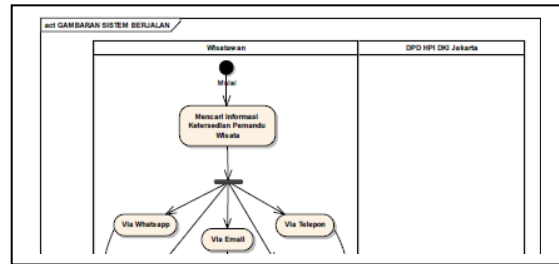 act GAMBARAN SISTEM BERJALAN
Wisatawan
DPD HPI DKI Jakarta
Mulai
Mencari Informasi
Ketersedian Pemandu
Wisata
Via Whatsapp
Via Email
Via Telepon